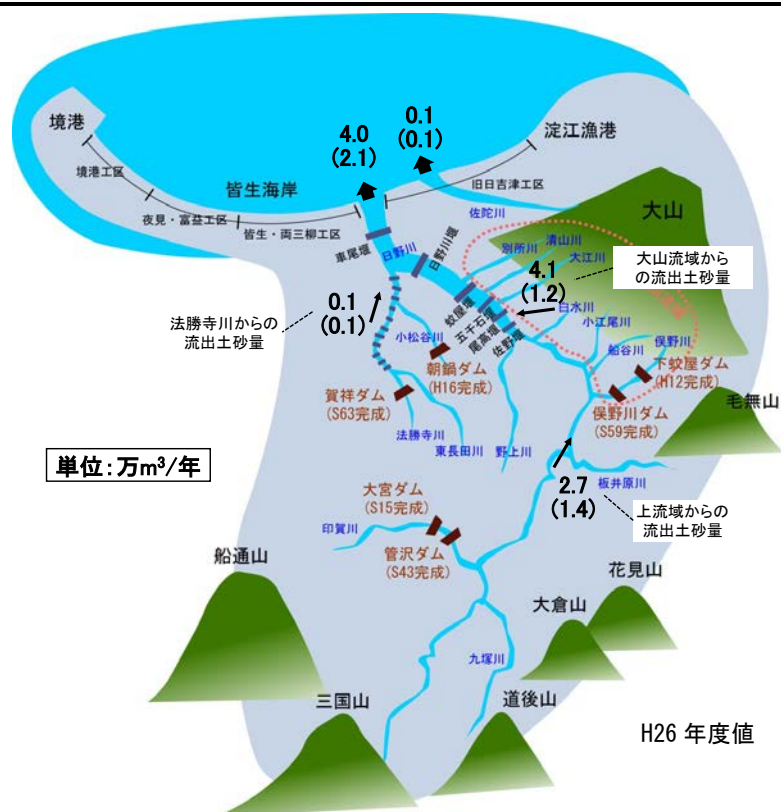 境港
境港工区
夜見・富益工区
皆生海岸
皆生・両三柳工区
4.0
(2.1)
0.1
(0.1)
淀江漁港
旧日吉津工区
佐陀川
大山
車尾堰
日野川
日野川堰
別所川
清山川
大江川
4.1
(1.2)
大山流域から
の流出土砂量
蚊屋堰
五千石堰
尾高堰
佐野堰
白水川
小江尾川
船谷川
俣野川
法勝寺川からの
流出土砂量
0.1
(0.1)
小松谷川
朝鍋ダム
(H16完成)
賀祥ダム
(S63完成)
下蚊屋ダム
(H12完成)
俣野川ダム
(S59完成)
毛無山
法勝寺川
東長田川
野上川
単位:万m³/年
2.7
(1.4)
板井原川
上流域からの
流出土砂量
大宮ダム
(S15完成)
印賀川
管沢ダム
(S43完成)
船通山
花見山
大倉山
九塚川
三国山
道後山
H26 年度値